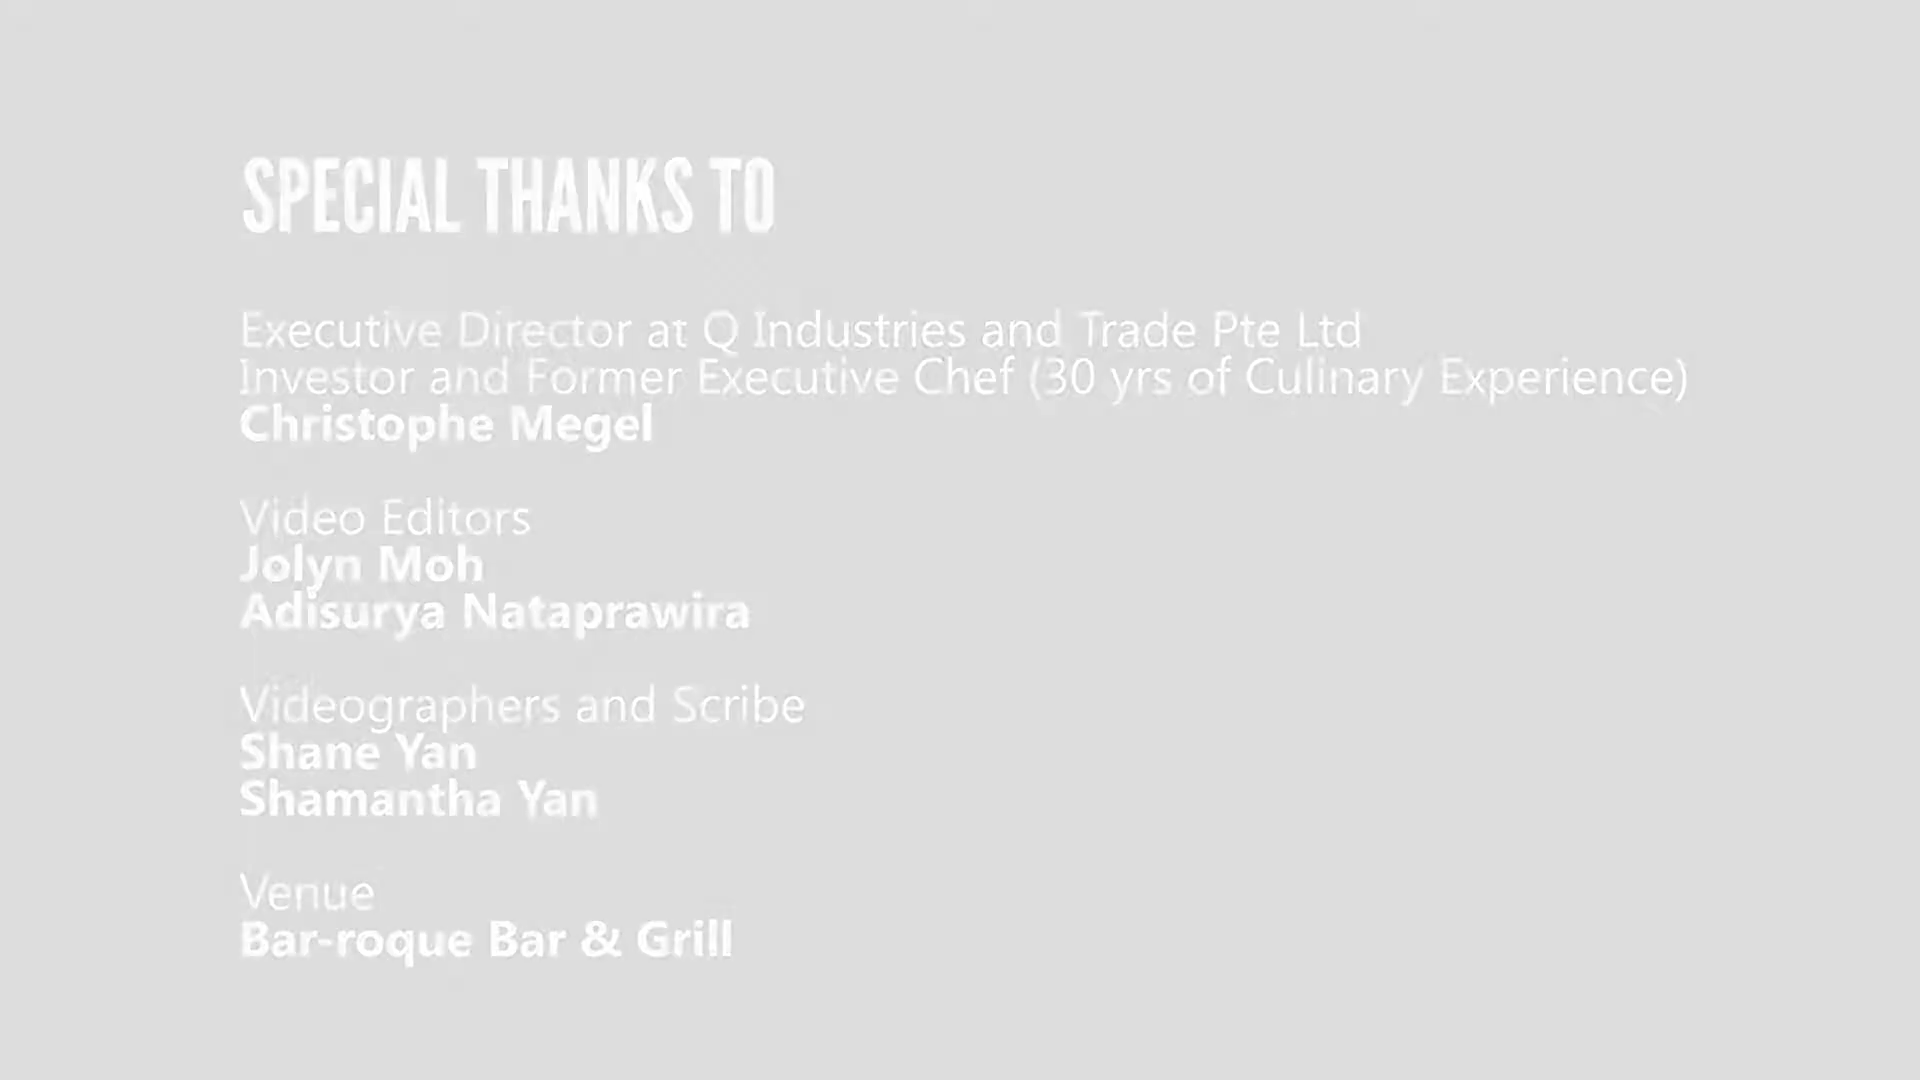 SPECIAL THANKS TO
Executive Director at Q Industries and Trade Pte Ltd
Investor and Former Executive Chef (30 yrs of Culinary Experience)
Christophe Megel
Video Editors
Jolyn Moh
Adisurya Nataprawira
Videographers and Scribe
Shane Yan
Shamantha Yan
Venue
Bar-roque Bar & Grill